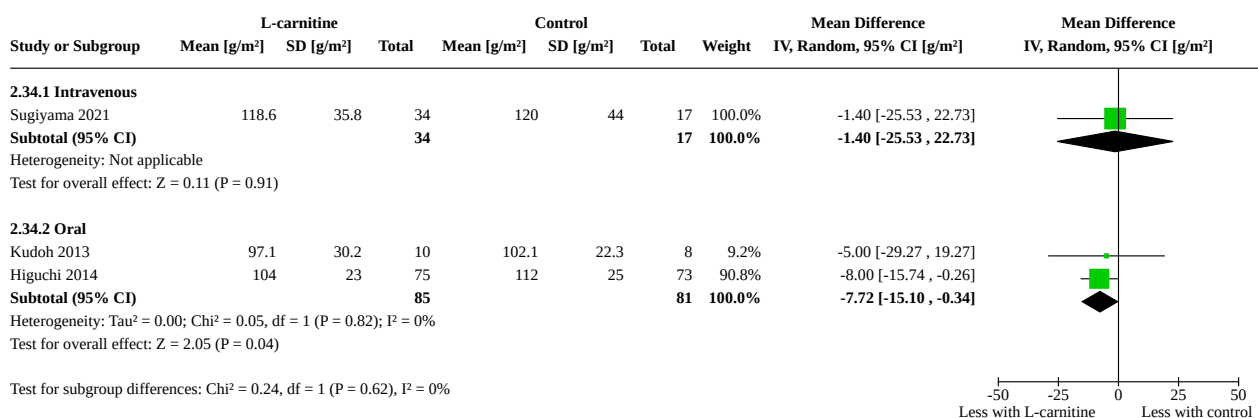 L-carnitine Control Mean Difference Mean Difference
Study or Subgroup Mean [g/m²] SD [g/m²] Total Mean [g/m²] SD [g/m²] Total Weight IV, Random, 95% CI [g/m²] IV, Random, 95% CI [g/m²]
2.34.1 Intravenous
Sugiyama 2021 118.6 35.8 34 120 44 17 100.0% -1.40 [-25.53 , 22.73]
Subtotal (95% CI) 34 17 100.0% -1.40 [-25.53 , 22.73]
Heterogeneity: Not applicable
Test for overall effect: Z = 0.11 (P = 0.91)
2.34.2 Oral
Kudoh 2013 97.1 30.2 10 102.1 22.3 8 9.2% -5.00 [-29.27 , 19.27]
Higuchi 2014 104 23 75 112 25 73 90.8% -8.00 [-15.74 , -0.26]
Subtotal (95% CI) 85 81 100.0% -7.72 [-15.10 , -0.34]
Heterogeneity: Tau² = 0.00; Chi² = 0.05, df = 1 (P = 0.82); I² = 0%
Test for overall effect: Z = 2.05 (P = 0.04)
Test for subgroup differences: Chi² = 0.24, df = 1 (P = 0.62), I² = 0%
-50 -25 0 25 50
Less with L-carnitine Less with control